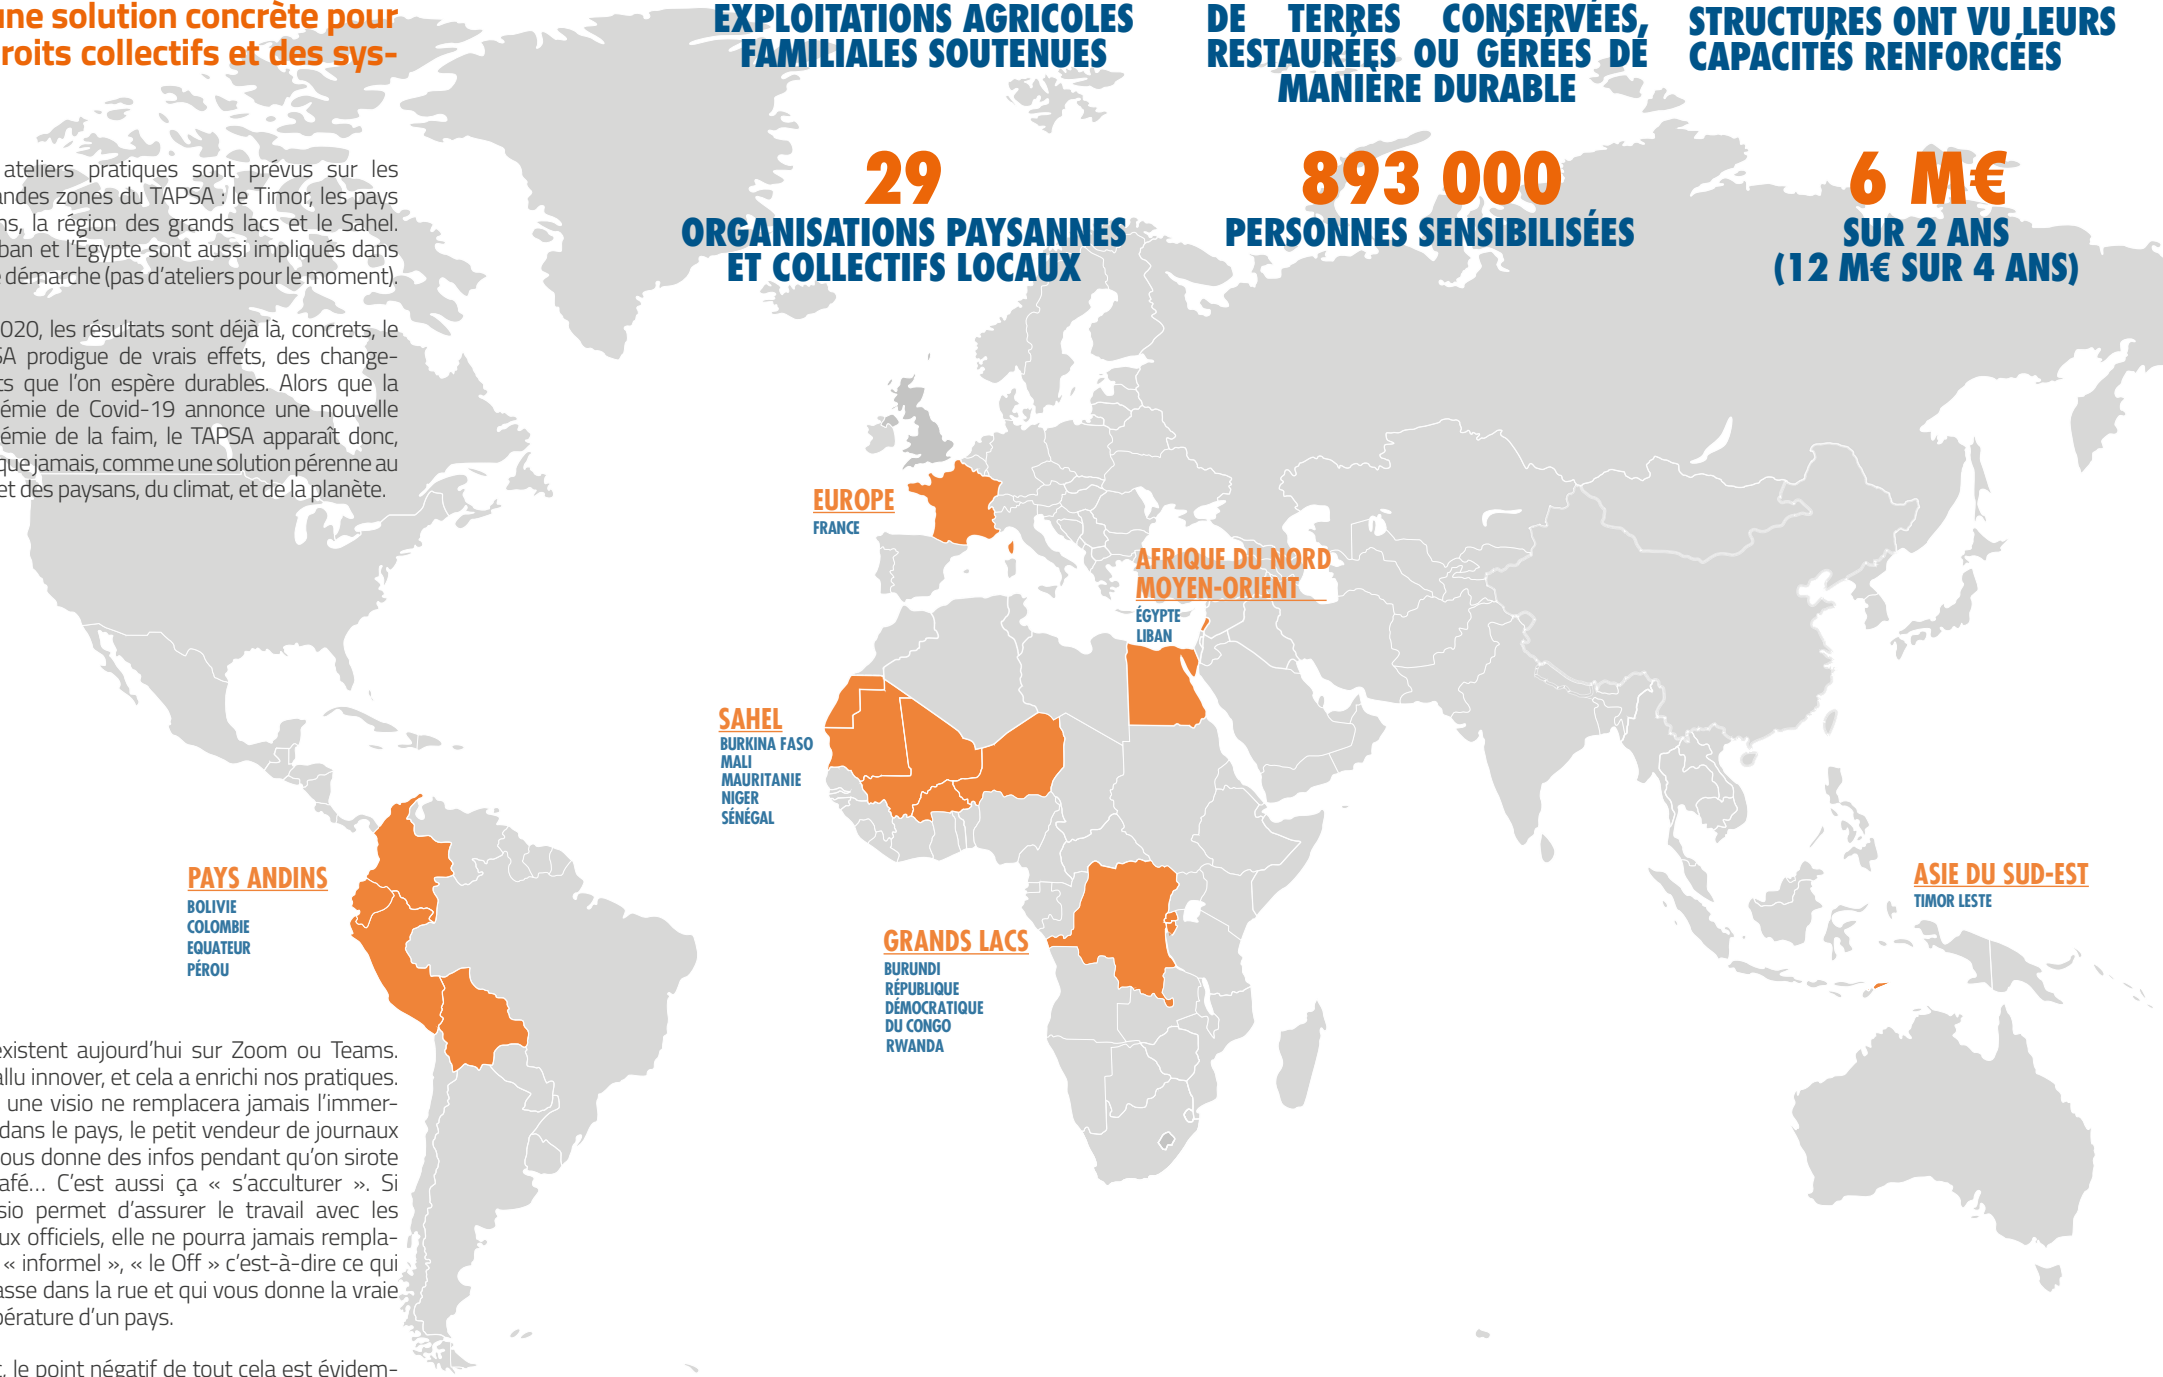 une solution concrète pour
roits collectifs et des sys-
ateliers pratiques sont prévus sur les
andes zones du TAPSA : le Timor, les pays
ns, la région des grands lacs et le Sahel.
ban et l'Égypte sont aussi impliqués dans
démarche (pas d'ateliers pour le moment).
020, les résultats sont déjà là, concrets, le
SA prodigue de vrais effets, des change-
ts que l'on espère durables. Alors que la
émie de Covid-19 annonce une nouvelle
émie de la faim, le TAPSA apparaît donc,
que jamais, comme une solution pérenne au
et des paysans, du climat, et de la planète.
existent aujourd'hui sur Zoom ou Teams.
allu innover, et cela a enrichi nos pratiques.
une visio ne remplacera jamais l'immer-
dans le pays, le petit vendeur de journaux
ous donne des infos pendant qu'on sirote
afé... C'est aussi ça « s'acculturer ». Si
sio permet d'assurer le travail avec les
ux officiels, elle ne pourra jamais rempla-
« informel », « le Off » c'est-à-dire ce qui
asse dans la rue et qui vous donne la vraie
pérature d'un pays.
, le point négatif de tout cela est évidem-
EXPLOITATIONS AGRICOLES
FAMILIALES SOUTENUES
DE TERRES CONSERVÉES,
RESTAURÉES OU GÉRÉES DE
MANIÈRE DURABLE
STRUCTURES ONT VU LEURS
CAPACITÉS RENFORCÉES
29
ORGANISATIONS PAYSANNES
ET COLLECTIFS LOCAUX
893 000
PERSONNES SENSIBILISÉES
6 M€
SUR 2 ANS
(12 M€ SUR 4 ANS)
EUROPE
FRANCE
AFRIQUE DU NORD
MOYEN-ORIENT
ÉGYPTE
LIBAN
SAHEL
BURKINA FASO
MALI
MAURITANIE
NIGER
SÉNÉGAL
PAYS ANDINS
BOLIVIE
COLOMBIE
EQUATEUR
PÉROU
GRANDS LACS
BURUNDI
RÉPUBLIQUE
DÉMOCRATIQUE
DU CONGO
RWANDA
ASIE DU SUD-EST
TIMOR LESTE